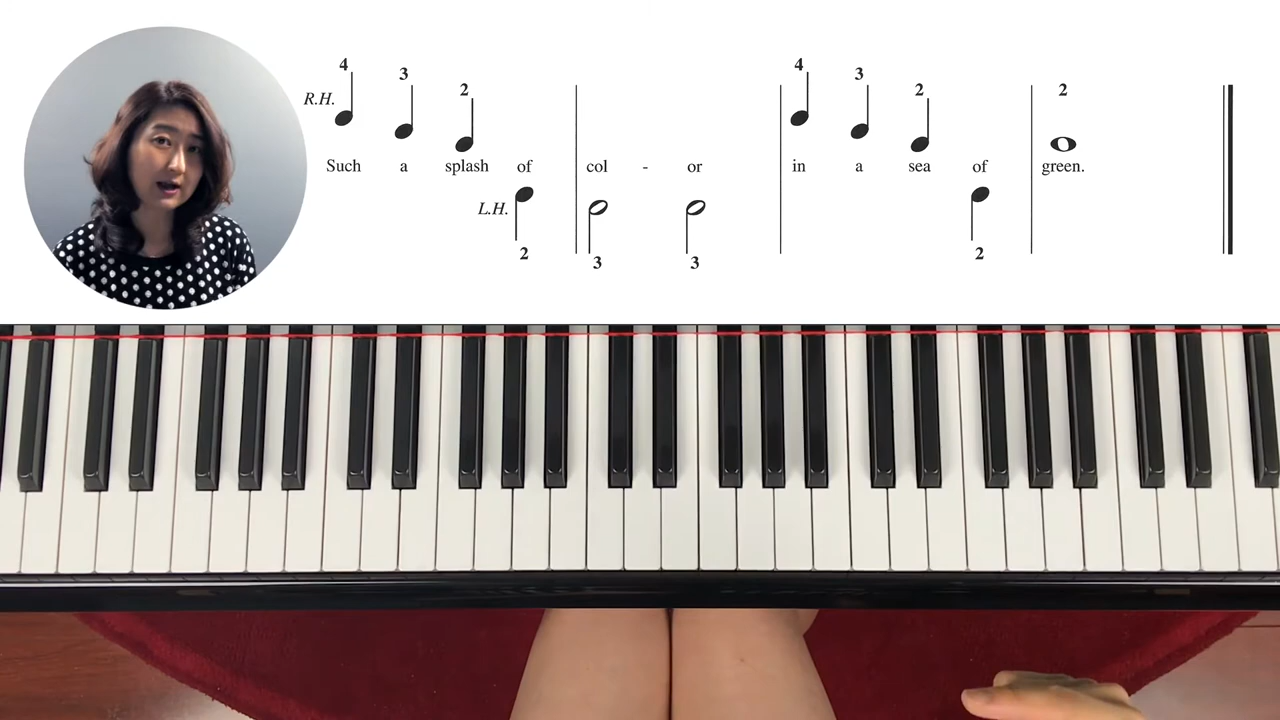 4 3 2 4 3 2 2
R.H.
Such a splash of col - or in a sea of green.
L.H.
2 3 3 2